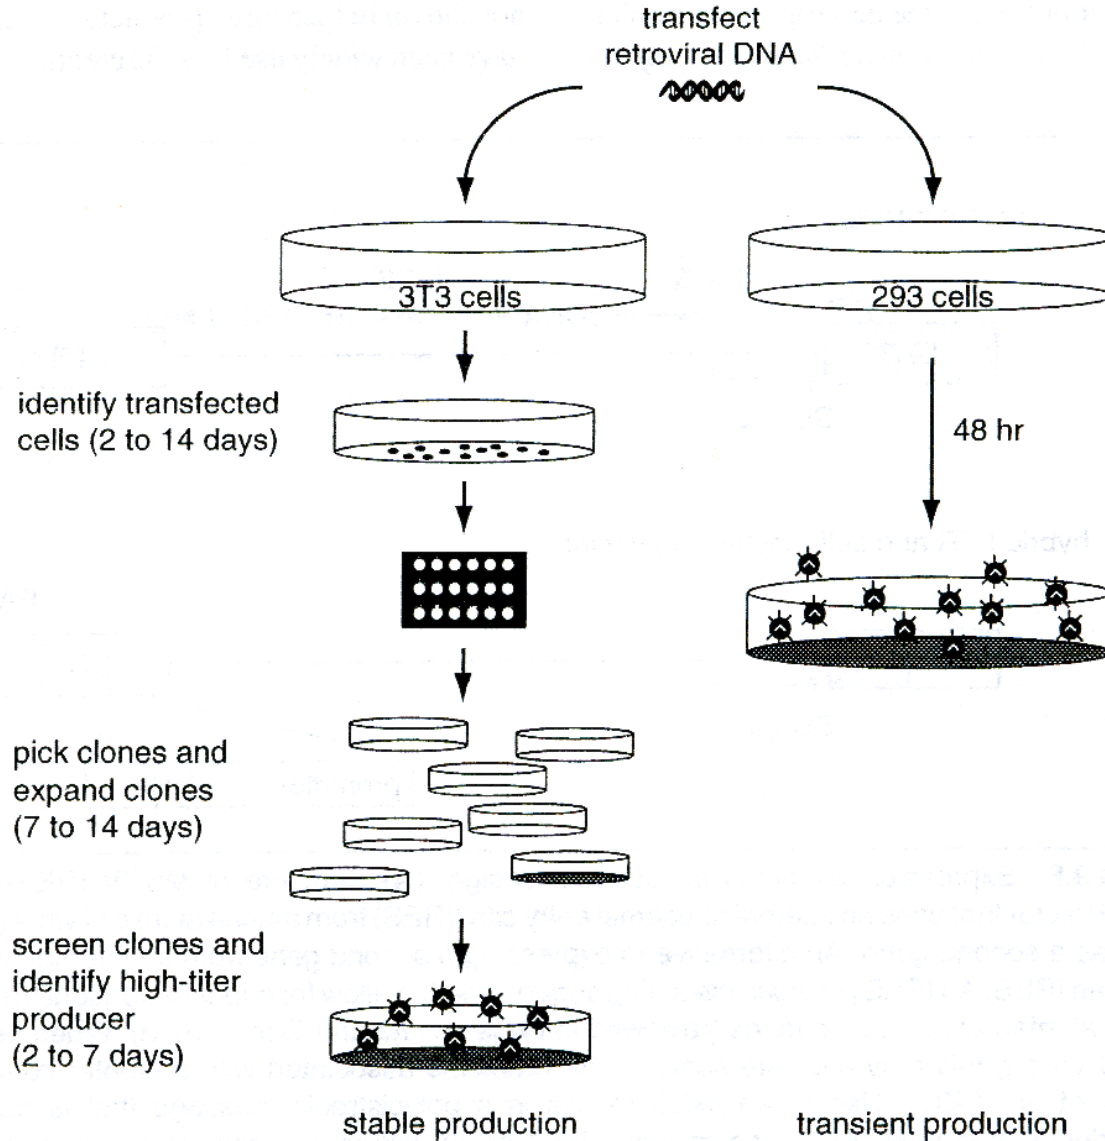 transfect
retroviral DNA
3T3 cells
293 cells
identify transfected
cells (2 to 14 days)
48 hr
pick clones and
expand clones
(7 to 14 days)
screen clones and
identify high-titer
producer
(2 to 7 days)
stable production
transient production